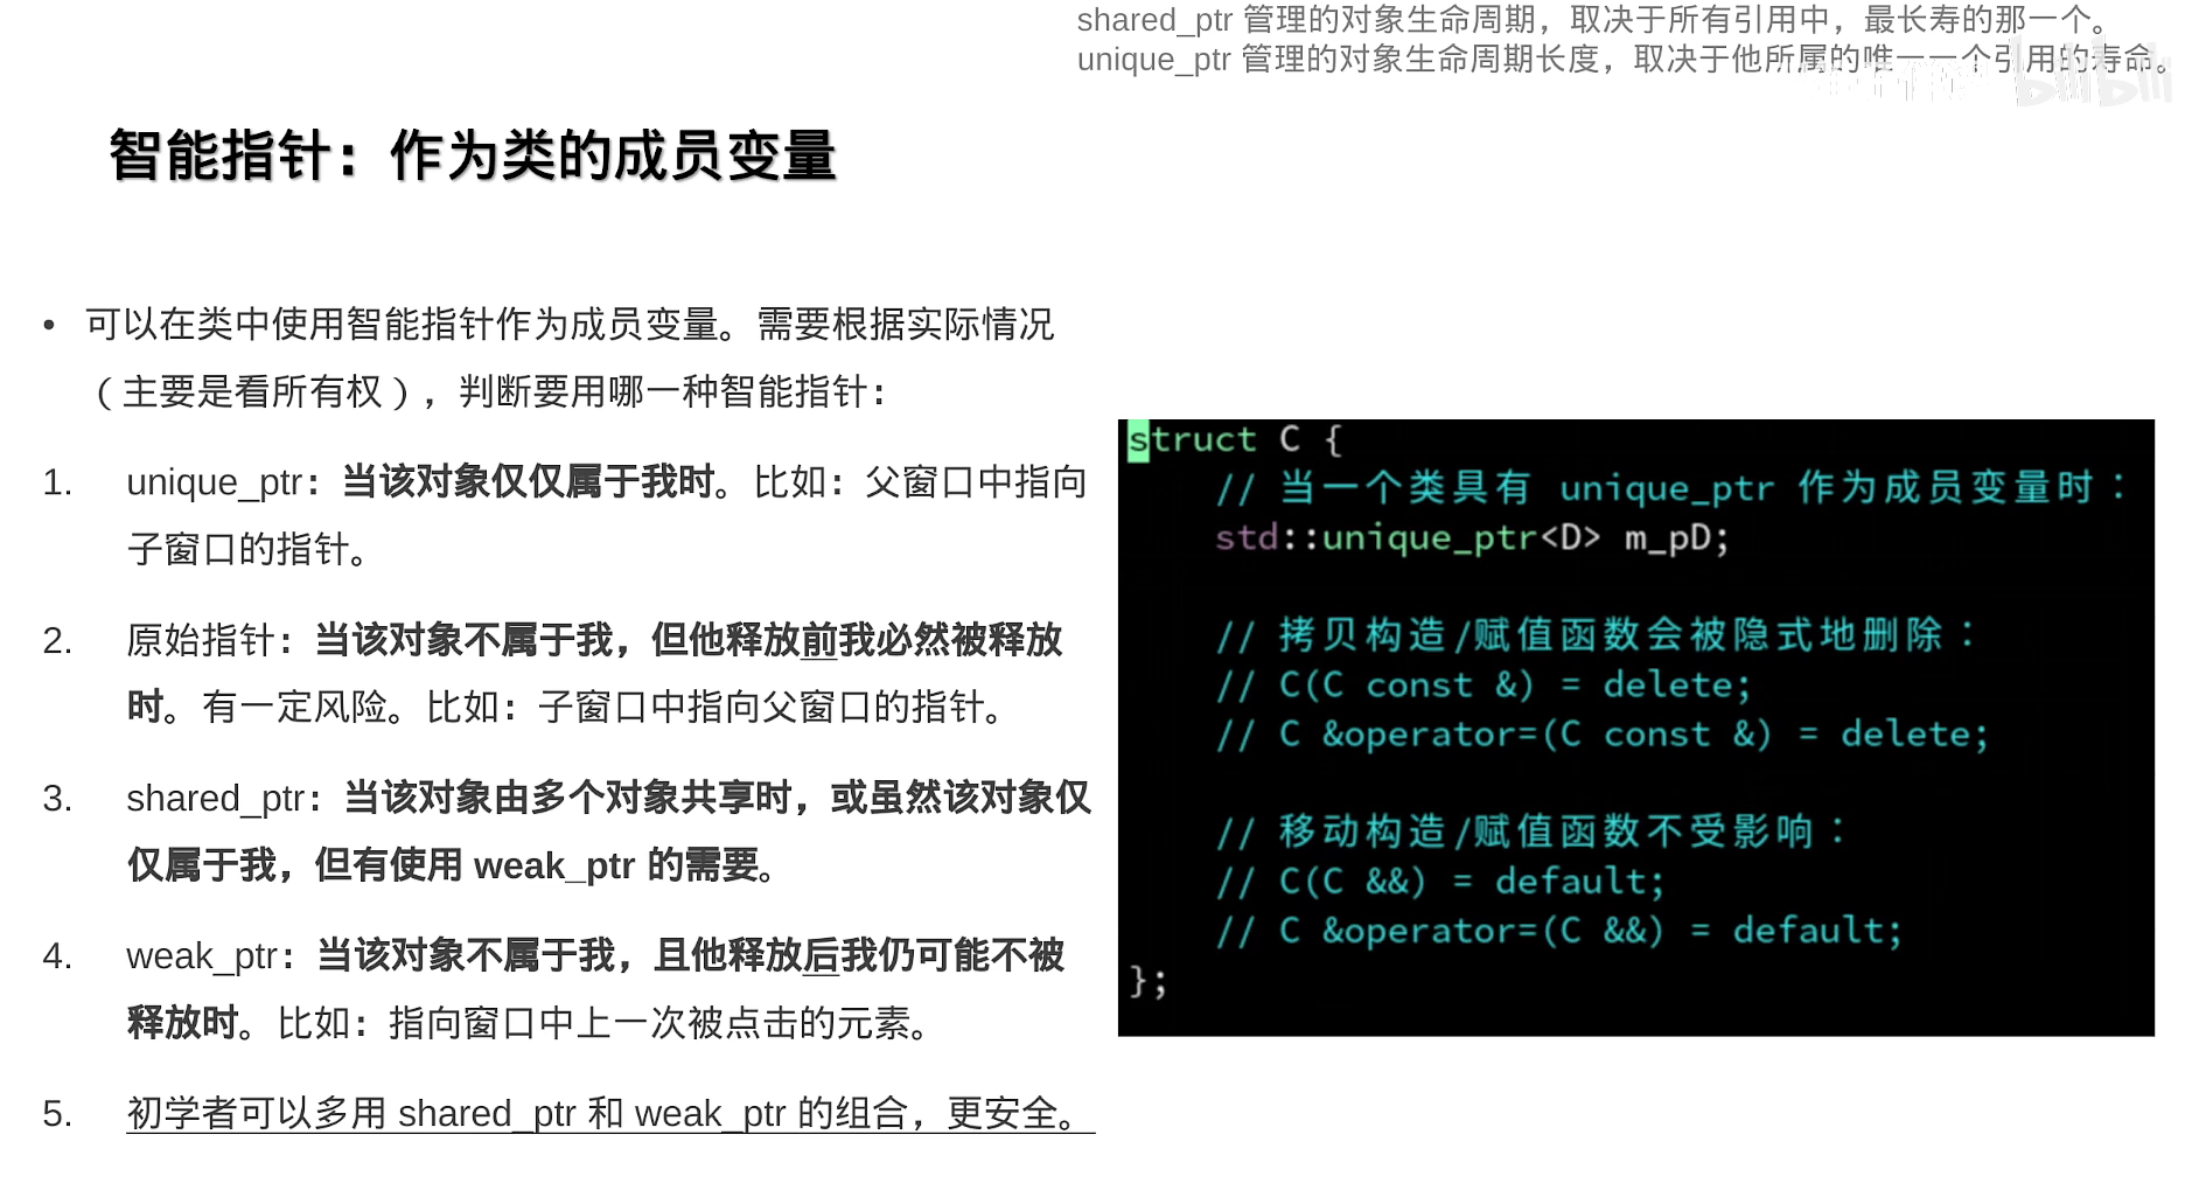 shared_ptr 管理的对象生命周期，取决于所有引用中，最长寿的那一个。
unique_ptr 管理的对象生命周期长度，取决于他所属的唯一一个引用的寿命。
bilibili
智能指针：作为类的成员变量
• 可以在类中使用智能指针作为成员变量。需要根据实际情况
（主要是看所有权），判断要用哪一种智能指针：
1. unique_ptr：当该对象仅仅属于我时。比如：父窗口中指向
子窗口的指针。
2. 原始指针：当该对象不属于我，但他释放前我必然被释放
时。有一定风险。比如：子窗口中指向父窗口的指针。
3. shared_ptr：当该对象由多个对象共享时，或虽然该对象仅
仅属于我，但有使用 weak_ptr 的需要。
4. weak_ptr：当该对象不属于我，且他释放后我仍可能不被
释放时。比如：指向窗口中上一次被点击的元素。
5. 初学者可以多用 shared_ptr 和 weak_ptr 的组合，更安全。
struct C {
// 当一个类具有 unique_ptr 作为成员变量时：
std::unique_ptr<D> m_pD;
// 拷贝构造/赋值函数会被隐式地删除：
// C(C const &) = delete;
// C &operator=(C const &) = delete;
// 移动构造/赋值函数不受影响：
// C(C &&) = default;
// C &operator=(C &&) = default;
};